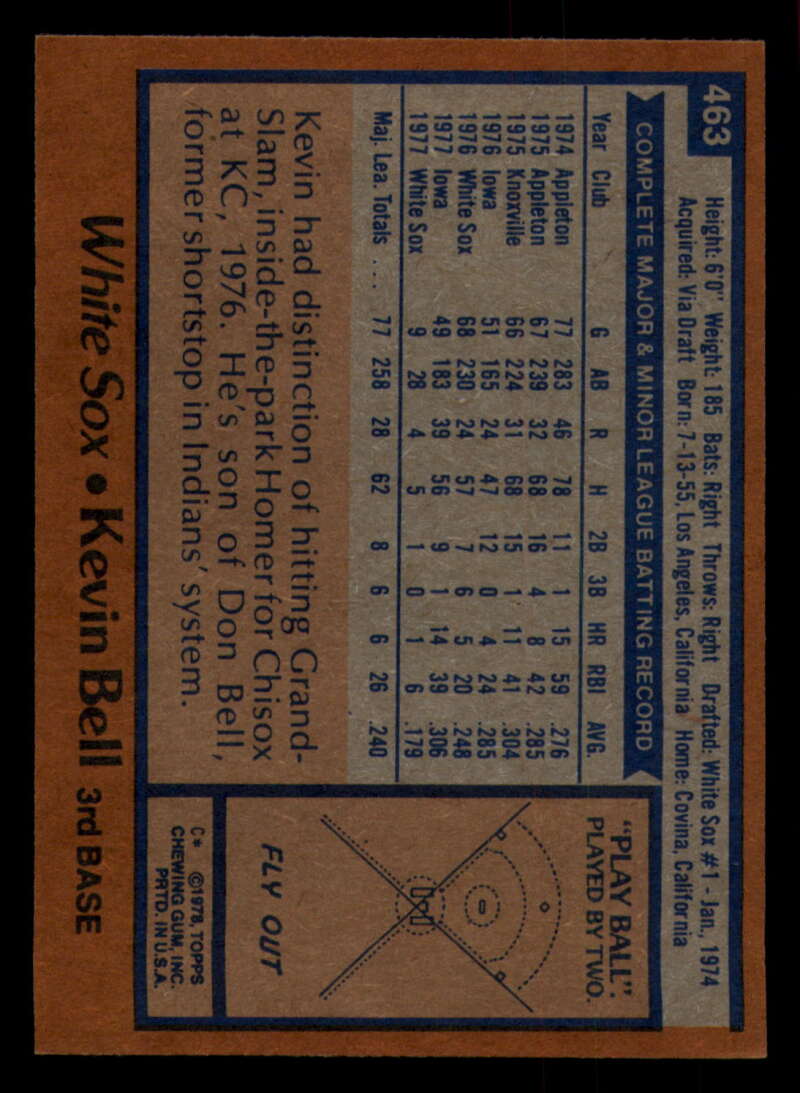 463
Height: 6'0" Weight: 185 Bats: Right Throws: Right Drafted: White Sox #1 - Jan., 1974
Acquired: Via Draft Born: 7-13-55, Los Angeles, California Home: Covina, California
COMPLETE MAJOR & MINOR LEAGUE BATTING RECORD
Year Club G AB R H 2B 3B HR RBI AVG.
1974 Appleton 77 283 46 78 11 1 15 59 .276
1975 Appleton 67 239 32 68 16 4 8 42 .285
1975 Knoxville 66 224 31 68 15 1 11 41 .304
1976 Iowa 51 165 24 47 12 0 4 24 .285
1976 White Sox 68 230 24 57 7 6 5 20 .248
1977 Iowa 49 183 39 56 9 1 14 39 .306
1977 White Sox 9 28 4 5 1 0 1 6 .179
Maj. Lea. Totals .... 77 258 28 62 8 6 6 26 .240
Kevin had distinction of hitting Grand-
Slam, inside-the-park Homer for Chisox
at KC, 1976. He's son of Don Bell,
former shortstop in Indians' system.
"PLAY BALL".
PLAYED BY TWO.
FLY OUT
C* ©1978, TOPPS
CHEWING GUM, INC.
PRTD. IN U.S.A.
White Sox • Kevin Bell 3rd BASE